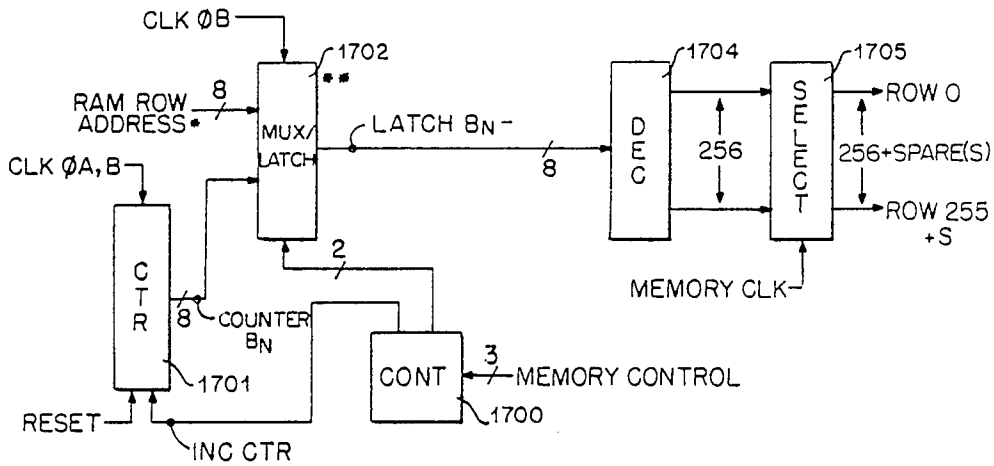 CLK ØB
1702
**
8
RAM ROW
ADDRESS*
MUX/
LATCH
LATCH BN-
8
1704
DEC
256
1705
SELECT
ROW 0
256+SPARE(S)
ROW 255
+S
MEMORY CLK
CLK ØA,B
CTR
8
COUNTER
BN
1701
RESET
INC CTR
2
CONT
3
MEMORY CONTROL
1700